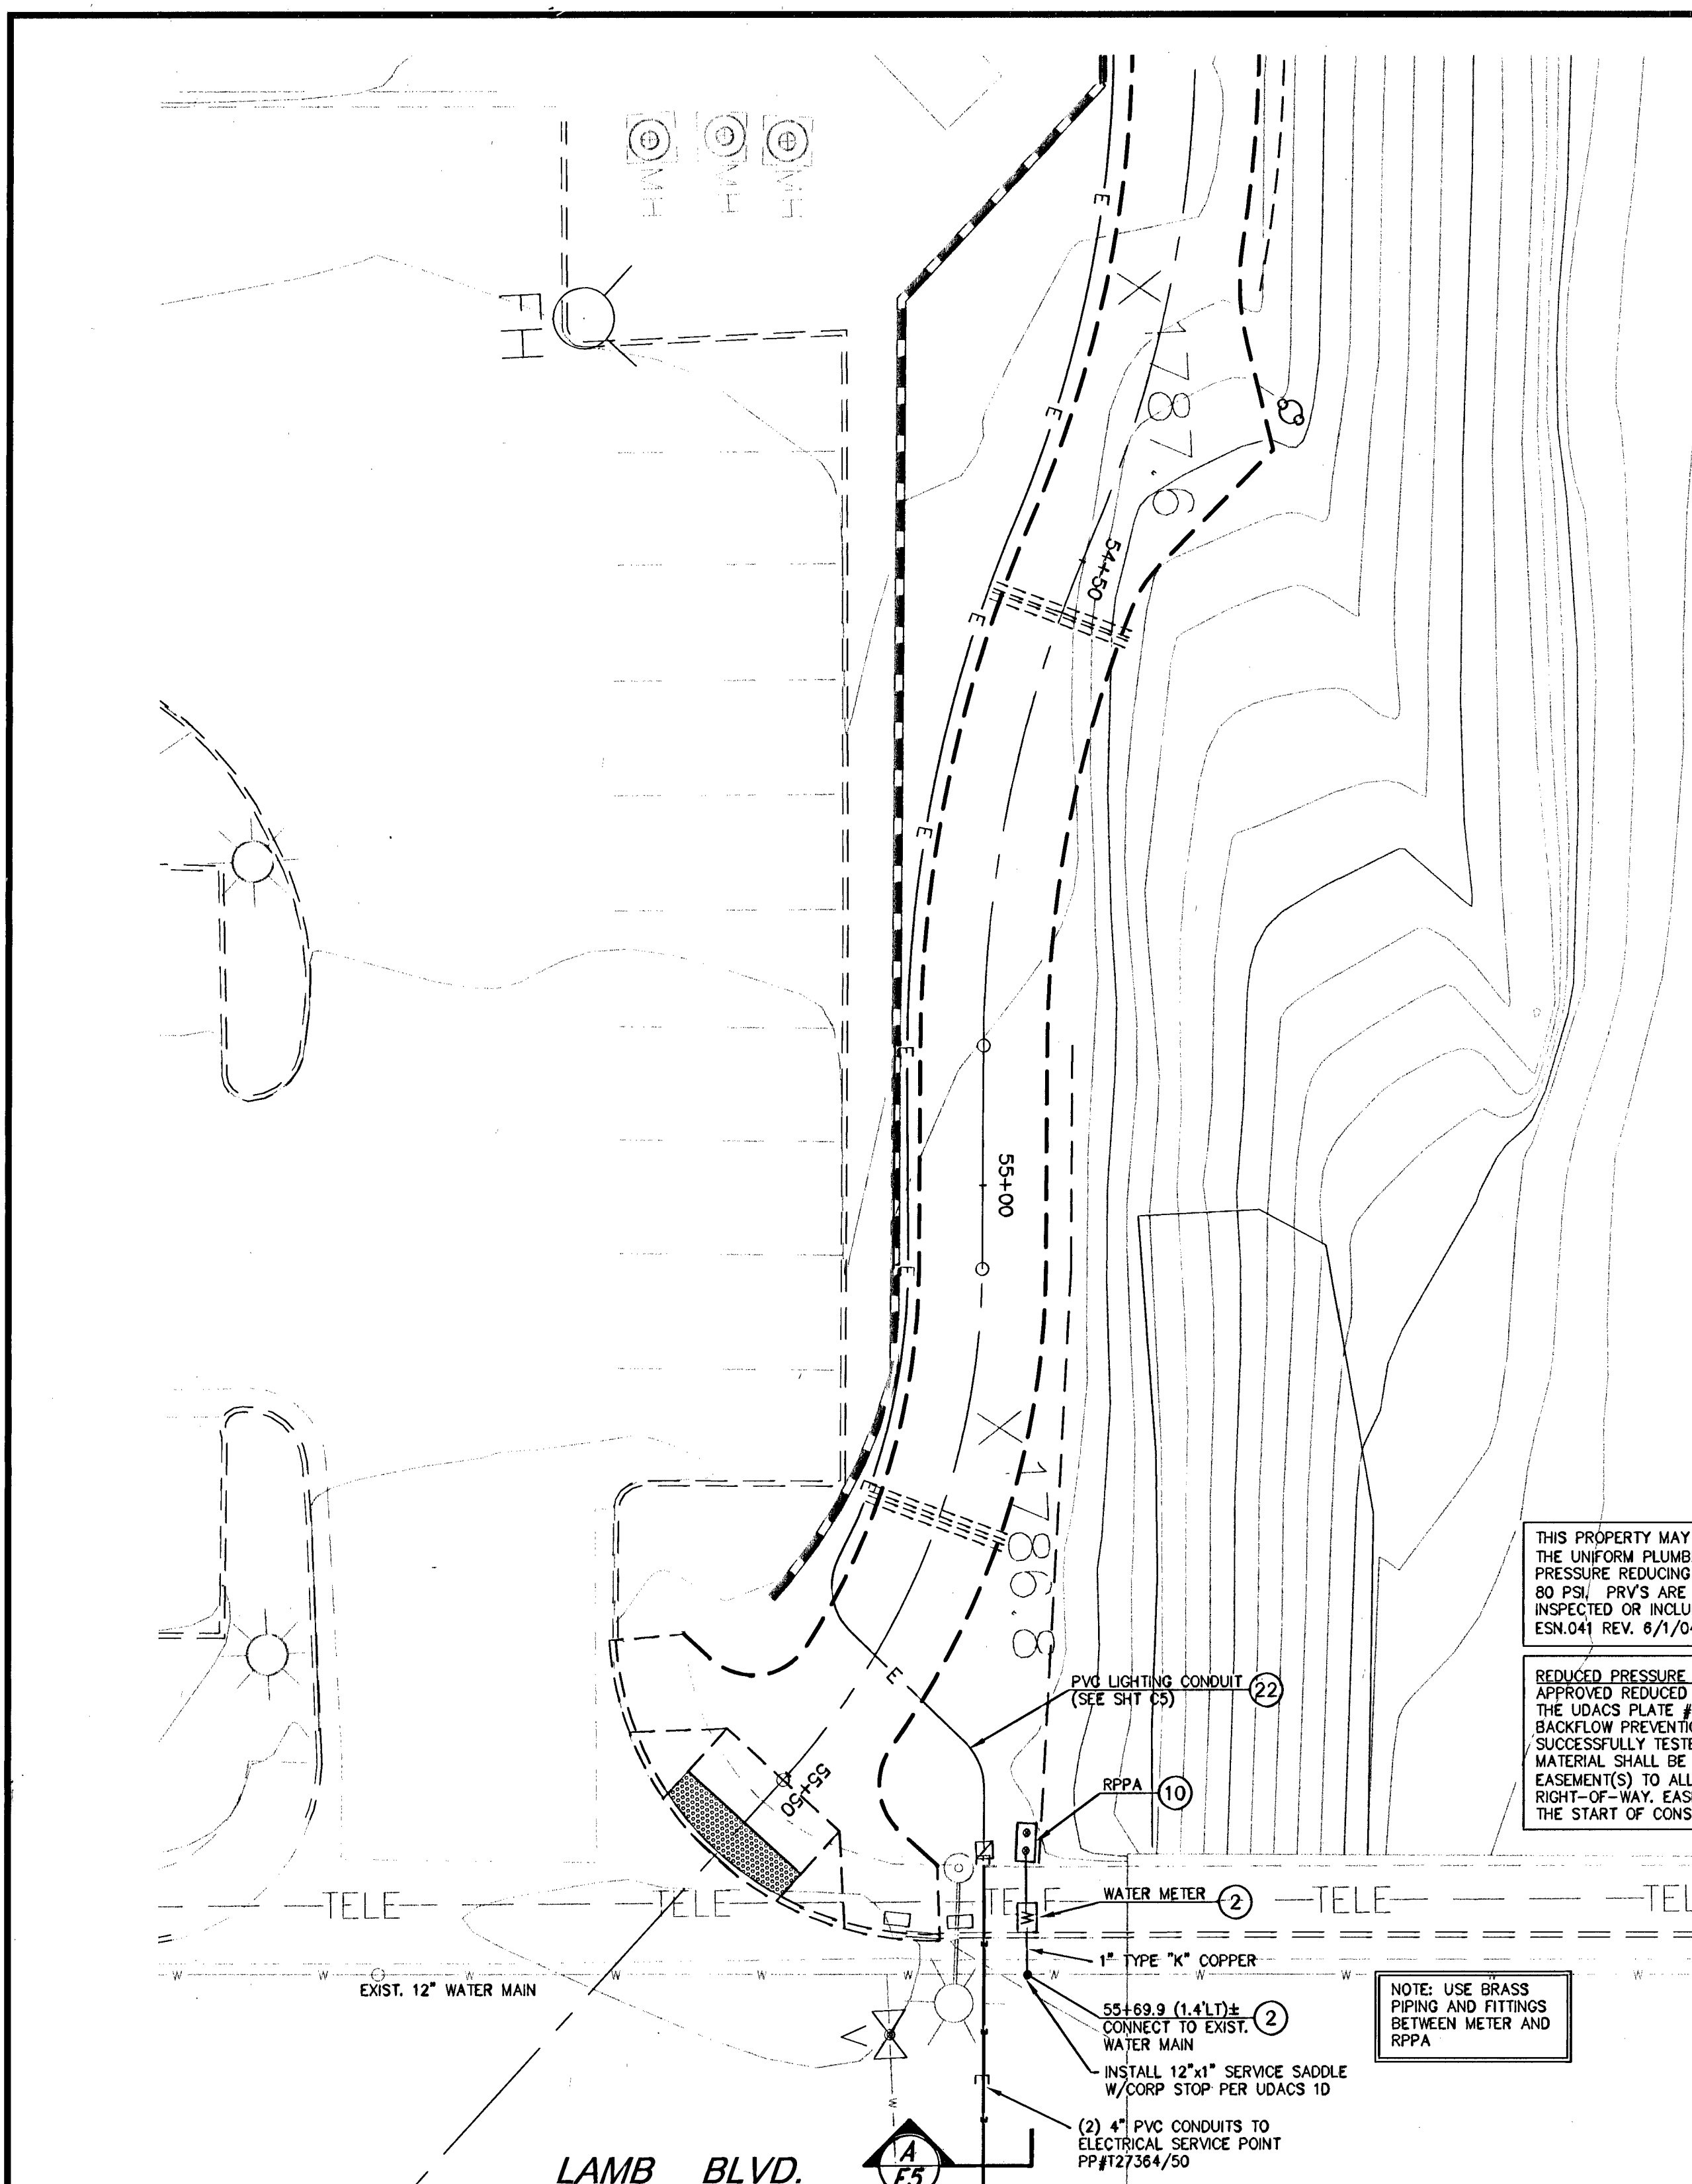 MH
MH
MH
FH
E
E
E
E
E
E
E
E
X 1787.6
54+50
55+00
X 1786.8
55+50
THIS PROPERTY MAY
THE UNIFORM PLUMB
PRESSURE REDUCING
80 PSI, PRV'S ARE
INSPECTED OR INCLU
ESN.041 REV. 6/1/0
REDUCED PRESSURE
APPROVED REDUCED
THE UDACS PLATE #
BACKFLOW PREVENTI
SUCCESSFULLY TEST
MATERIAL SHALL BE
EASEMENT(S) TO ALL
RIGHT-OF-WAY. EAS
THE START OF CONS
PVC LIGHTING CONDUIT 22
(SEE SHT C5)
RPPA 10
TELE TELE TELE TELE TEL
WATER METER 2
W
1" TYPE "K" COPPER
W W W W W W W W W W
EXIST. 12" WATER MAIN
55+69.9 (1.4'LT)± 2
CONNECT TO EXIST.
WATER MAIN
NOTE: USE BRASS
PIPING AND FITTINGS
BETWEEN METER AND
RPPA
INSTALL 12"x1" SERVICE SADDLE
W/CORP STOP PER UDACS 1D
W
(2) 4" PVC CONDUITS TO
ELECTRICAL SERVICE POINT
PP#T27364/50
LAMB BLVD.
A
E5